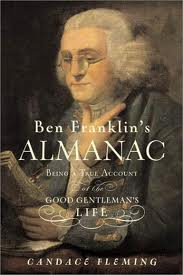 Ben Franklin's
ALMANAC
BEING A TRUE ACCOUNT
of the
GOOD GENTLEMAN'S
LIFE
CANDACE FLEMING